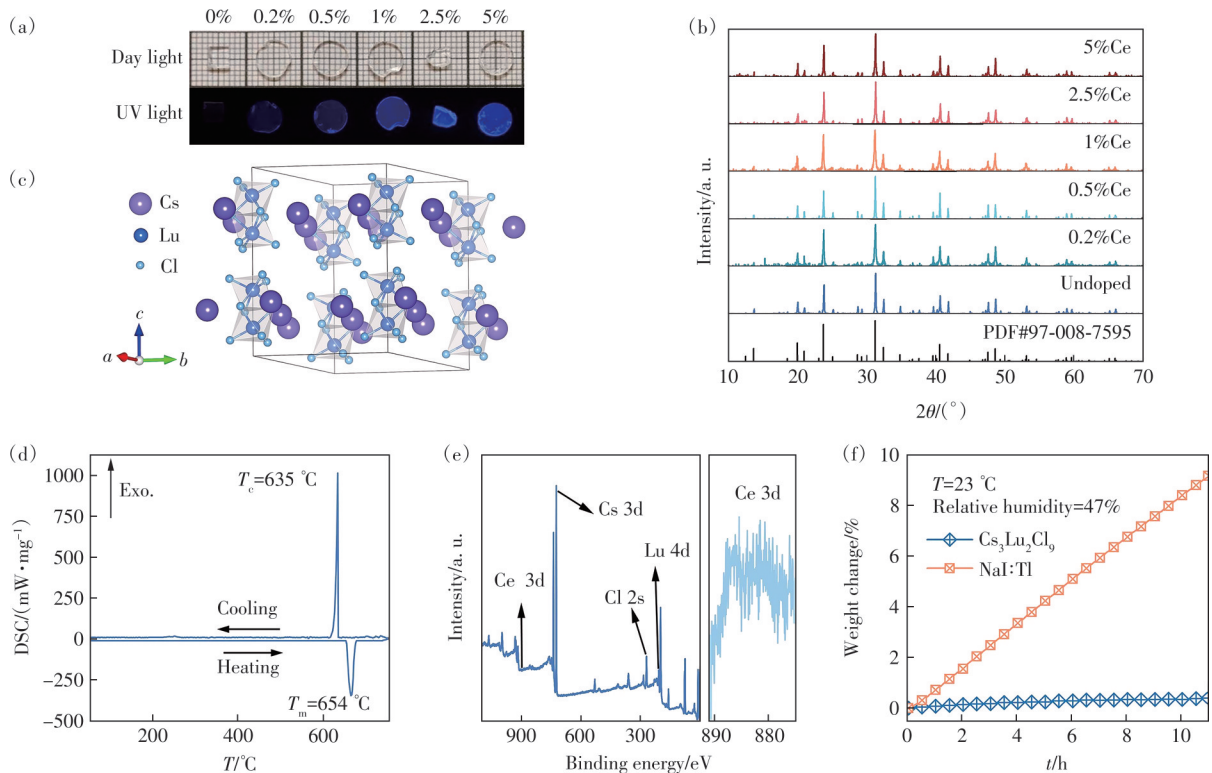 (a)
0% 0.2% 0.5% 1% 2.5% 5%
Day light
UV light
(b)
5%Ce
2.5%Ce
1%Ce
0.5%Ce
0.2%Ce
Undoped
PDF#97-008-7595
Intensity/a. u.
10 20 30 40 50 60 70
2θ/(°)
(c)
Cs
Lu
Cl
c
a
b
(d)
1000
750
500
250
0
−250
−500
DSC/(mW·mg⁻¹)
Exo.
T_c=635 ℃
Cooling
Heating
T_m=654 ℃
200 400 600
T/℃
(e)
Intensity/a. u.
Cs 3d
Ce 3d
Lu 4d
Cl 2s
Ce 3d
900 600 300
890 880
Binding energy/eV
(f)
10
8
6
4
2
0
Weight change/%
T=23 ℃
Relative humidity=47%
Cs₃Lu₂Cl₉
NaI∶Tl
0 2 4 6 8 10
t/h